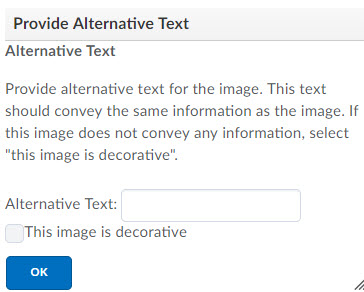 Provide Alternative Text
Alternative Text
Provide alternative text for the image. This text
should convey the same information as the image. If
this image does not convey any information, select
"this image is decorative".
Alternative Text:
This image is decorative
OK